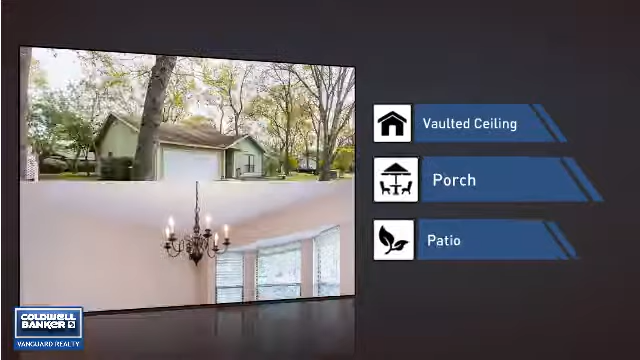 Vaulted Ceiling
Porch
Patio
COLDWELL
BANKER
VANGUARD REALTY